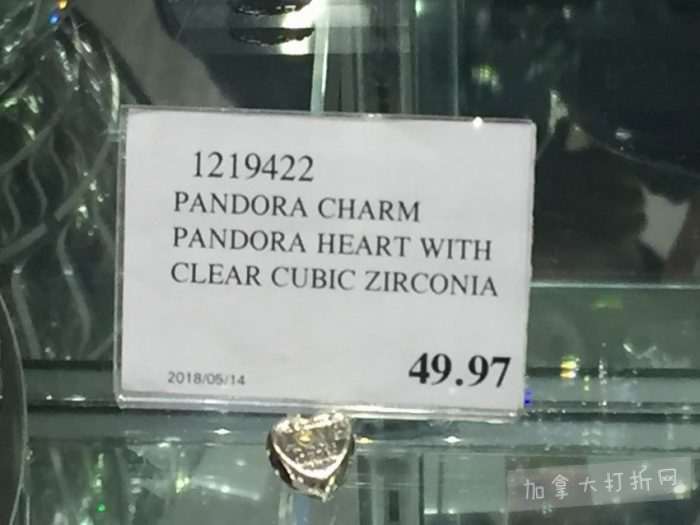 1219422
PANDORA CHARM
PANDORA HEART WITH
CLEAR CUBIC ZIRCONIA
2018/05/14
49.97
加拿大打折网